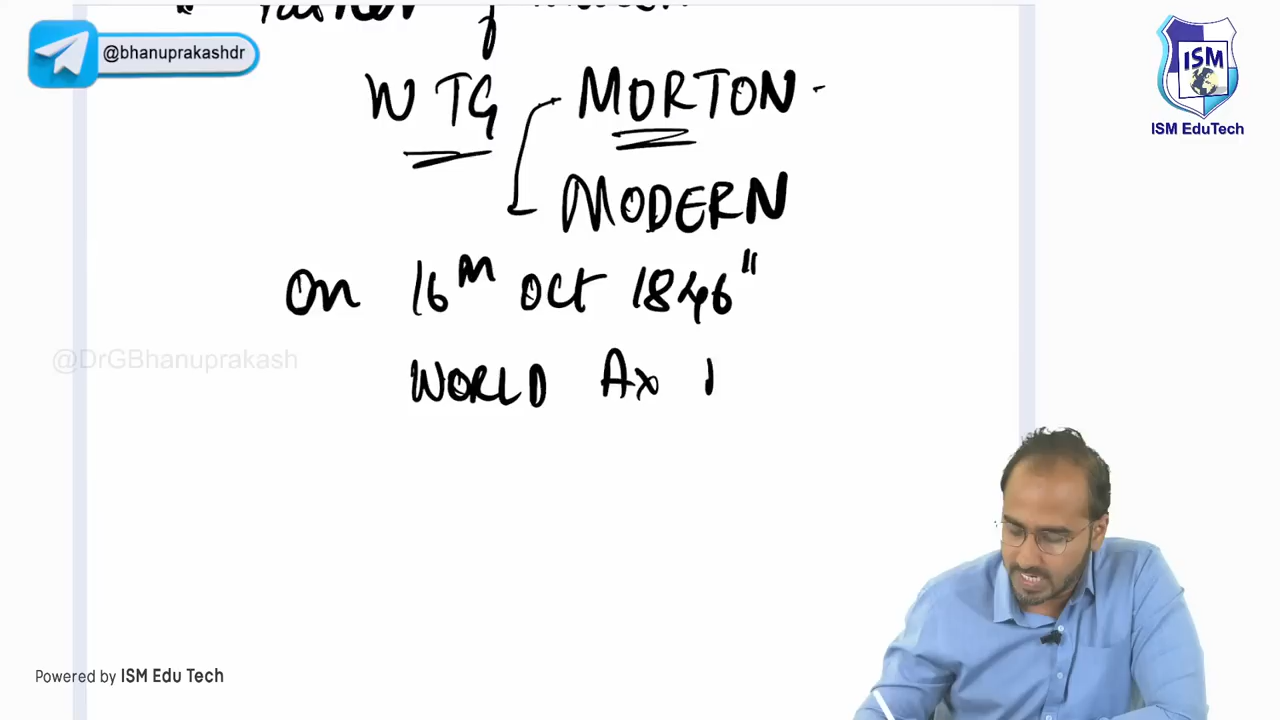 @bhanuprakashdr
ISM
ISM EduTech
WTG MORTON
MODERN
On 16th Oct 1846"
@DrGBhanuprakash
WORLD Ax
Powered by ISM Edu Tech